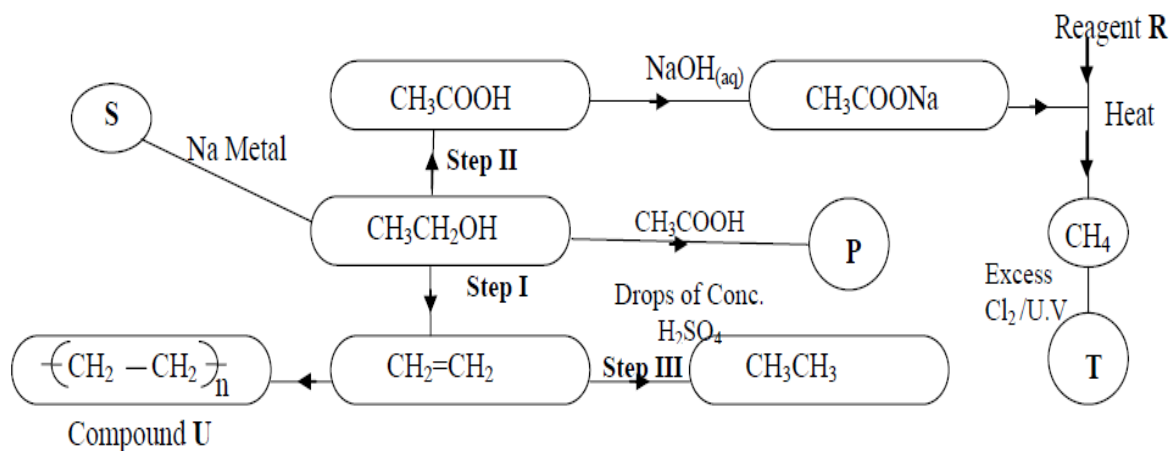 Reagent R
CH₃COOH
NaOH(aq)
CH₃COONa
S
Na Metal
Heat
Step II
CH₃CH₂OH
CH₃COOH
P
CH₄
Step I
Drops of Conc.
H₂SO₄
Excess
Cl₂ /U.V
(CH₂ – CH₂)n
CH₂=CH₂
Step III
CH₃CH₃
T
Compound U